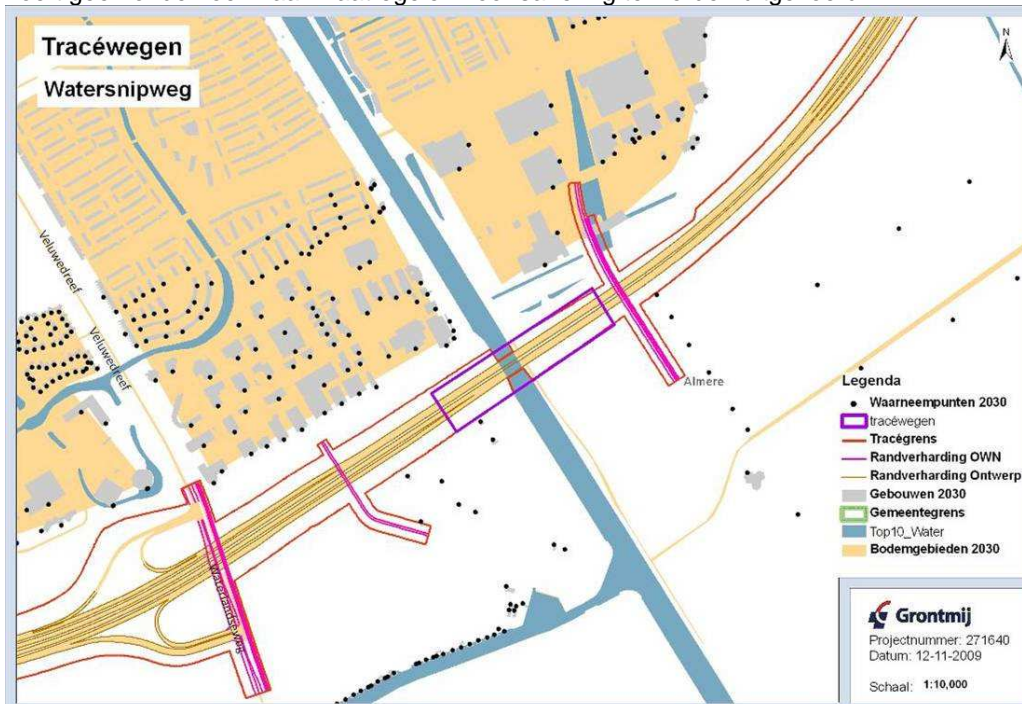 Tracéwegen
Watersnipweg
N
Veluwedreef
Veluwedreef
Almere
Waterlandseweg
Legenda
Waarneempunten 2030
tracéwegen
Tracégrens
Randverharding OWN
Randverharding Ontwerp
Gebouwen 2030
Gemeentegrens
Top10_Water
Bodemgebieden 2030
Grontmij
Projectnummer: 271640
Datum: 12-11-2009
Schaal: 1:10,000